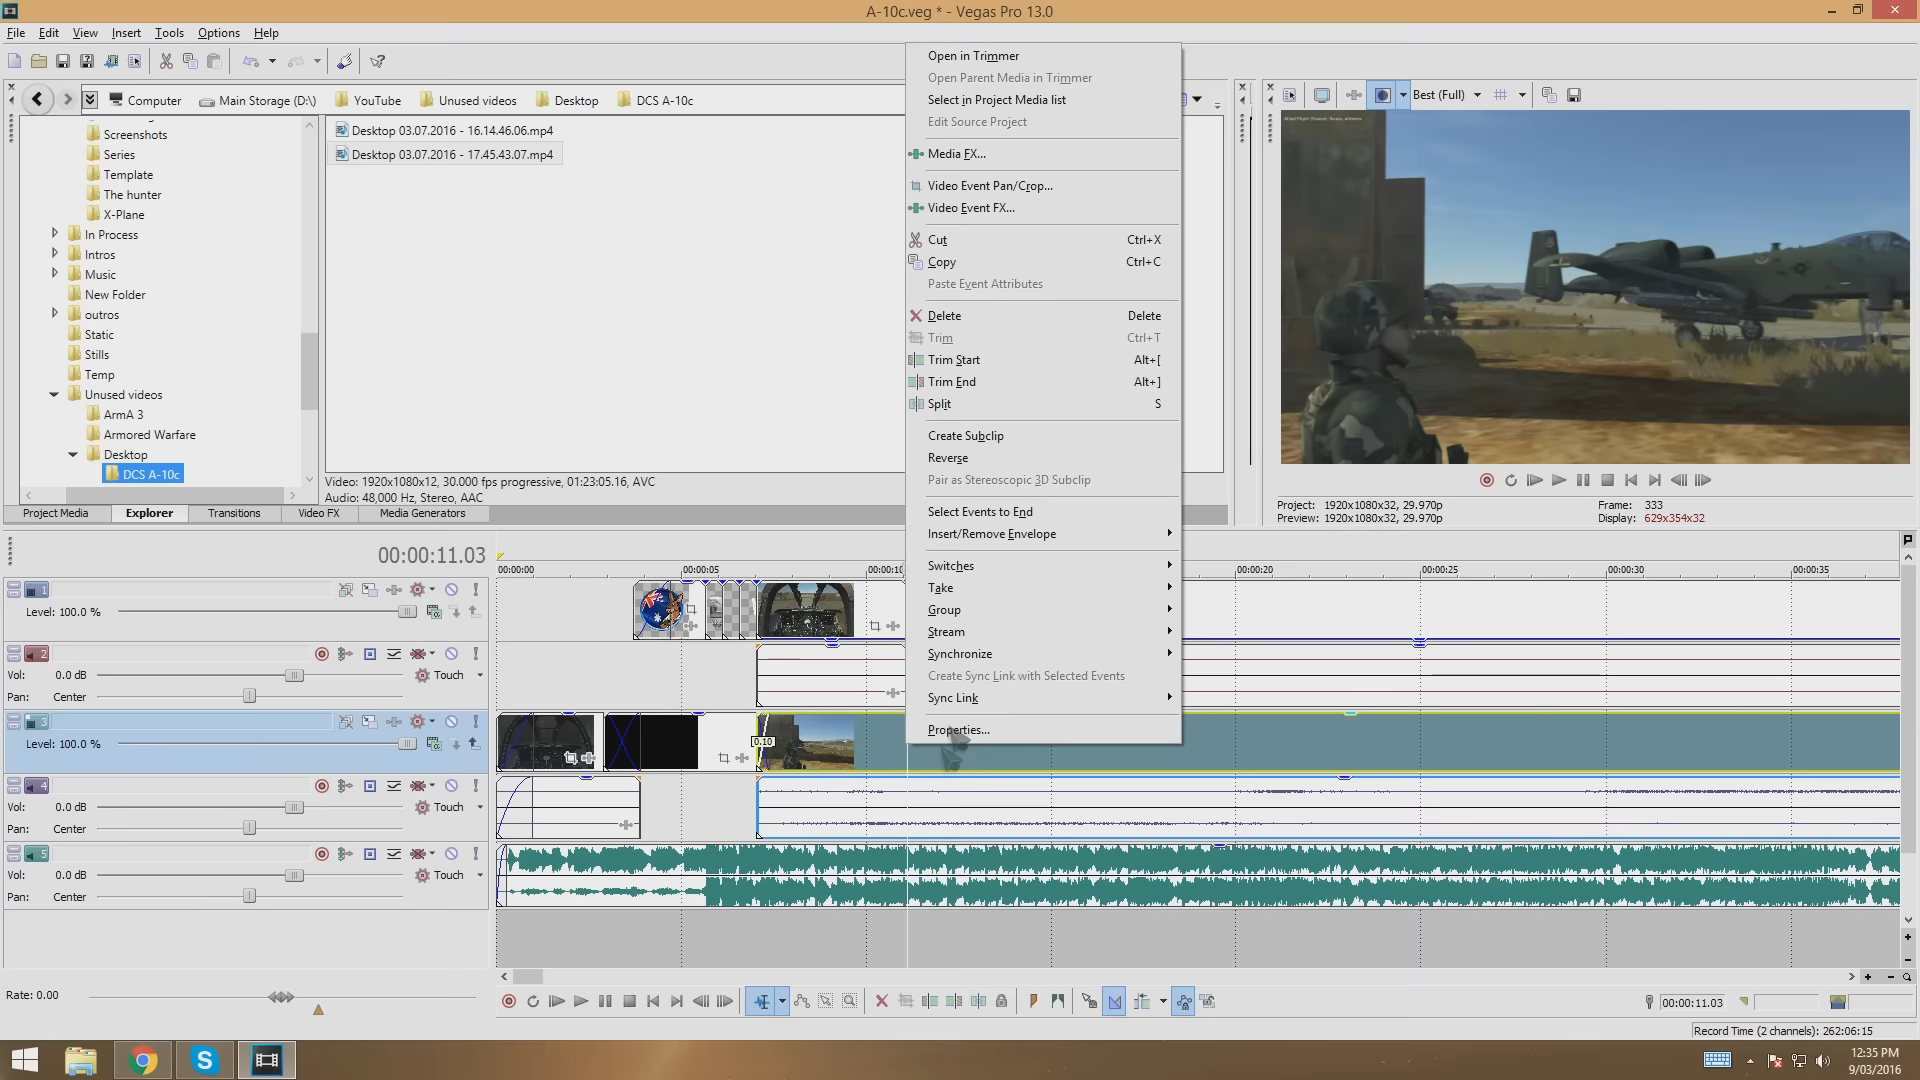 A-10c.veg * - Vegas Pro 13.0
File Edit View Insert Tools Options Help
Computer Main Storage (D:\) YouTube Unused videos Desktop DCS A-10c
Screenshots
Series
Template
The hunter
X-Plane
In Process
Intros
Music
New Folder
outros
Static
Stills
Temp
Unused videos
ArmA 3
Armored Warfare
Desktop
DCS A-10c
Desktop 03.07.2016 - 16.14.46.06.mp4
Desktop 03.07.2016 - 17.45.43.07.mp4
Video: 1920x1080x12, 30.000 fps progressive, 01:23:05.16, AVC
Audio: 48,000 Hz, Stereo, AAC
Project Media Explorer Transitions Video FX Media Generators
Open in Trimmer
Open Parent Media in Trimmer
Select in Project Media list
Edit Source Project
Media FX...
Video Event Pan/Crop...
Video Event FX...
Cut Ctrl+X
Copy Ctrl+C
Paste Event Attributes
Delete Delete
Trim Ctrl+T
Trim Start Alt+[
Trim End Alt+]
Split S
Create Subclip
Reverse
Pair as Stereoscopic 3D Subclip
Select Events to End
Insert/Remove Envelope
Switches
Take
Group
Stream
Synchronize
Create Sync Link with Selected Events
Sync Link
Properties...
Best (Full)
Project: 1920x1080x32, 29.970p Frame: 333
Preview: 1920x1080x32, 29.970p Display: 629x354x32
00:00:11.03
00:00:00 00:00:05 00:00:10 00:00:20 00:00:25 00:00:30 00:00:35
1
Level: 100.0 %
2
Vol: 0.0 dB Touch
Pan: Center
3
Level: 100.0 %
0.10
4
Vol: 0.0 dB Touch
Pan: Center
5
Vol: 0.0 dB Touch
Pan: Center
Rate: 0.00
00:00:11.03
Record Time (2 channels): 262:06:15
12:35 PM
9/03/2016